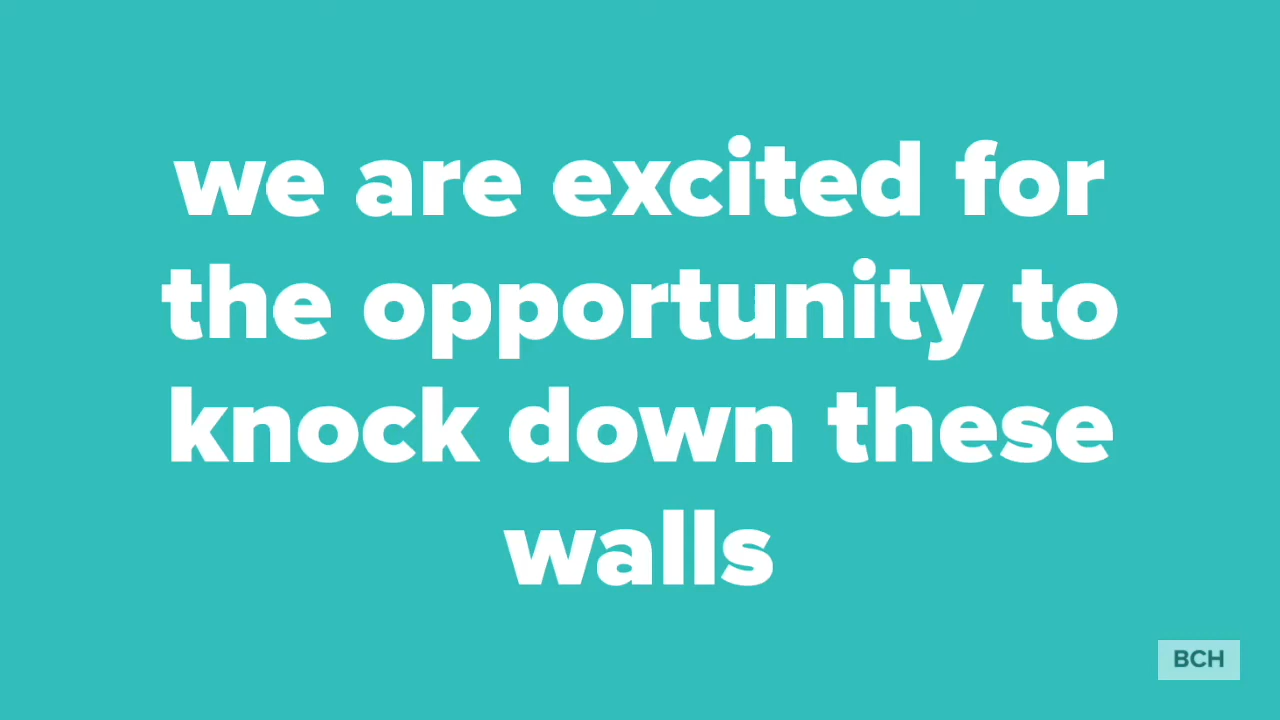 we are excited for
the opportunity to
knock down these
walls
BCH